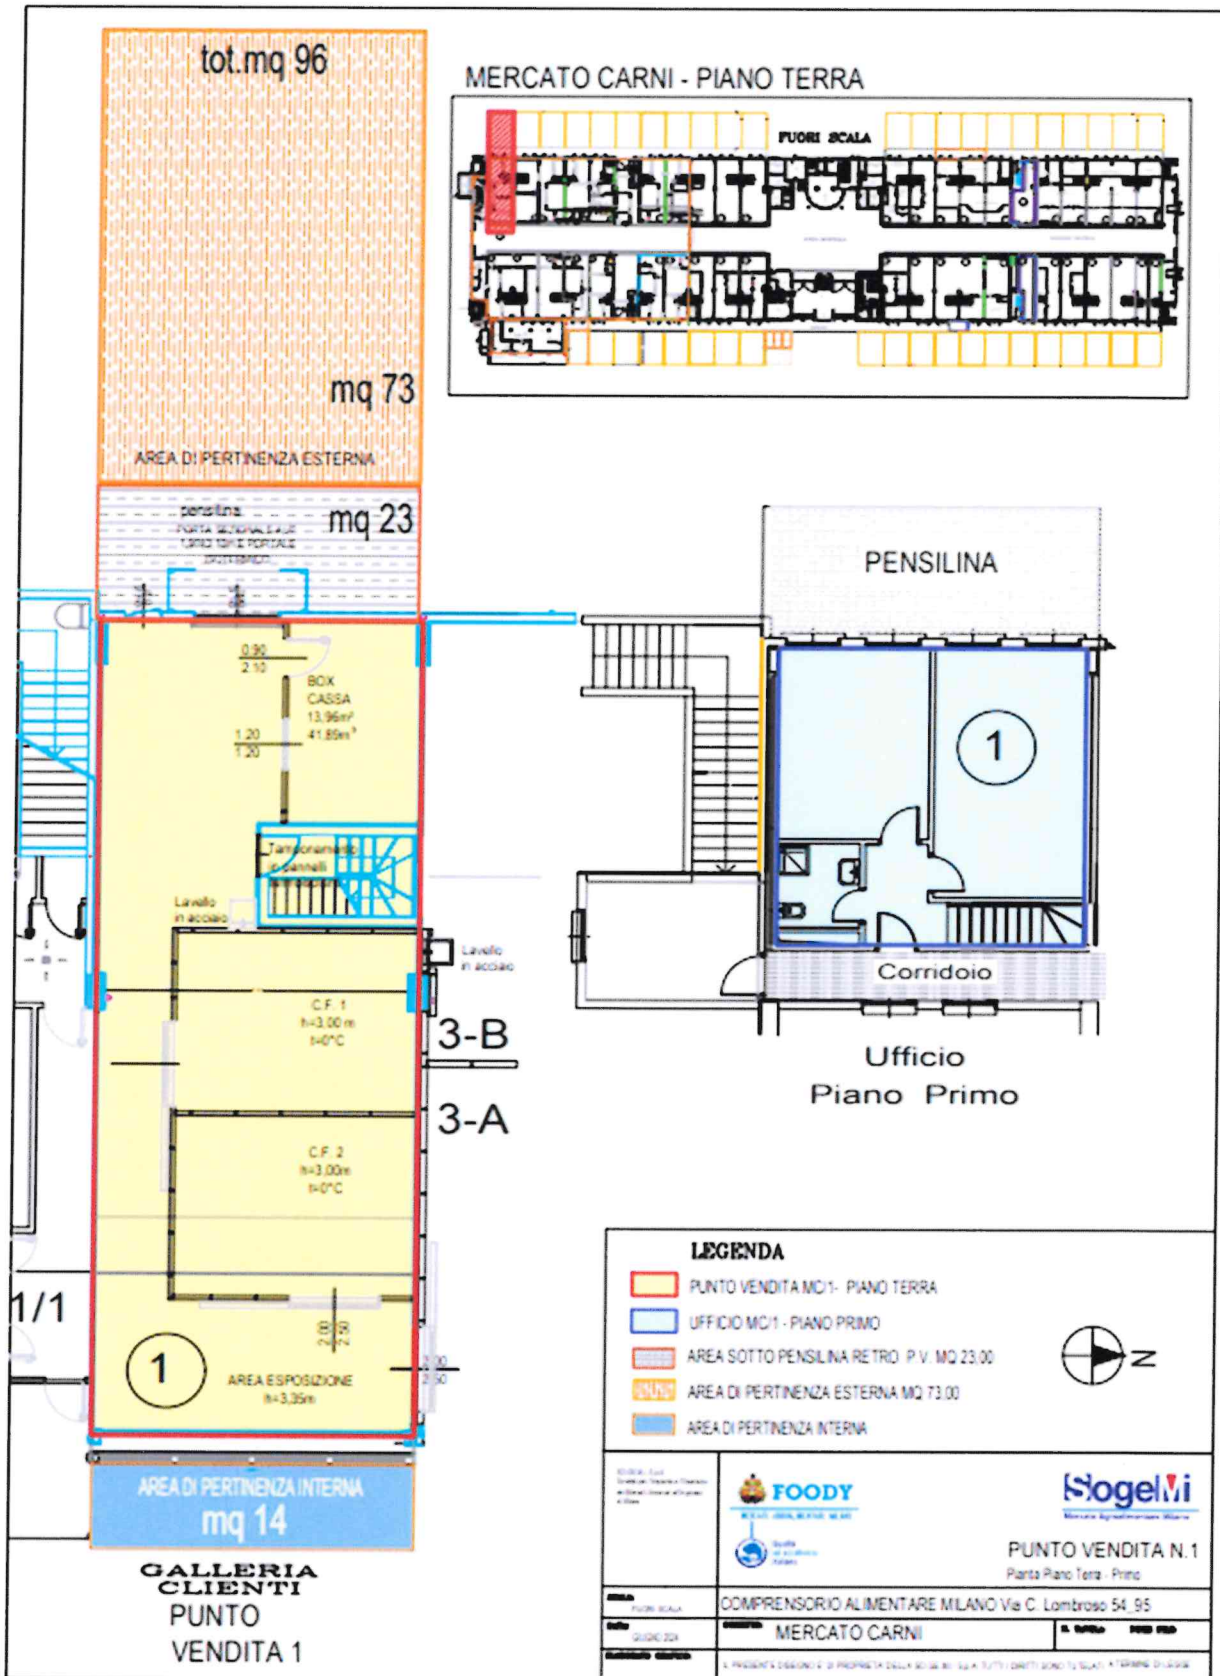 tot.mq 96
mq 73
AREA DI PERTINENZA ESTERNA
pensilina
mq 23
MERCATO CARNI - PIANO TERRA
FUORI SCALA
0.90
2.10
BOX
CASSA
13,96m²
41,89m³
1.20
1.20
Tamponamento
in pannelli
Lavello
in acciaio
Lavello
in acciaio
C.F. 1
h=3,00 m
t=0°C
3-B
3-A
C.F. 2
h=3,00m
t=0°C
1/1
1
2.50
AREA ESPOSIZIONE
h=3,35m
AREA DI PERTINENZA INTERNA
mq 14
GALLERIA
CLIENTI
PUNTO
VENDITA 1
PENSILINA
1
Corridoio
Ufficio
Piano Primo
LEGENDA
PUNTO VENDITA MC/1- PIANO TERRA
UFFICIO MC/1 - PIANO PRIMO
AREA SOTTO PENSILINA RETRO P.V. MQ 23,00
AREA DI PERTINENZA ESTERNA MQ 73,00
AREA DI PERTINENZA INTERNA
N
FOODY
SogeMi
Mercato Agroalimentare Milano
PUNTO VENDITA N.1
Pianta Piano Terra - Primo
FUORI SCALA
COMPRENSORIO ALIMENTARE MILANO Via C. Lombroso 54_95
MERCATO CARNI